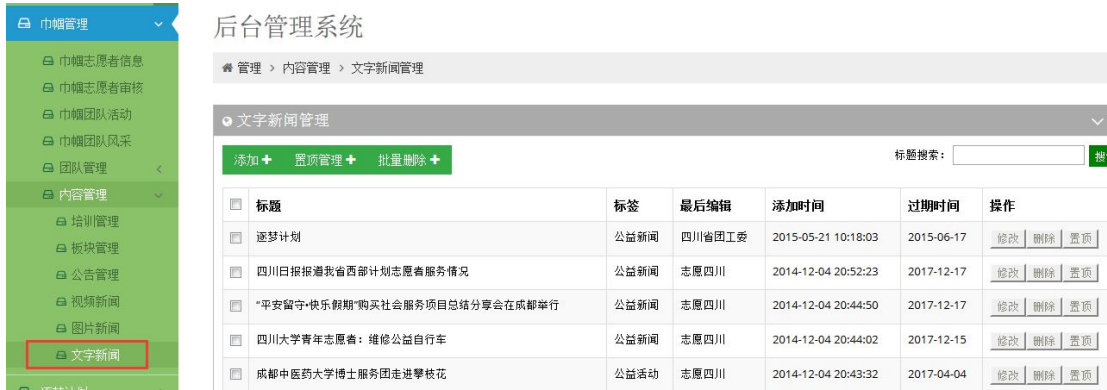 巾帼管理
巾帼志愿者信息
巾帼志愿者审核
巾帼团队活动
巾帼团队风采
团队管理
内容管理
培训管理
板块管理
公告管理
视频新闻
图片新闻
文字新闻
后台管理系统
管理 > 内容管理 > 文字新闻管理
文字新闻管理
添加 置顶管理 批量删除 标题搜索:
标题 标签 最后编辑 添加时间 过期时间 操作
逐梦计划 公益新闻 四川省团工委 2015-05-21 10:18:03 2015-06-17 修改 删除 置顶
四川日报报道我省西部计划志愿者服务情况 公益新闻 志愿四川 2014-12-04 20:52:23 2017-12-17 修改 删除 置顶
“平安留守•快乐假期”购买社会服务项目总结分享会在成都举行 公益新闻 志愿四川 2014-12-04 20:44:50 2017-12-17 修改 删除 置顶
四川大学青年志愿者：维修公益自行车 公益新闻 志愿四川 2014-12-04 20:44:02 2017-12-15 修改 删除 置顶
成都中医药大学博士服务团走进攀枝花 公益活动 志愿四川 2014-12-04 20:43:32 2017-04-04 修改 删除 置顶